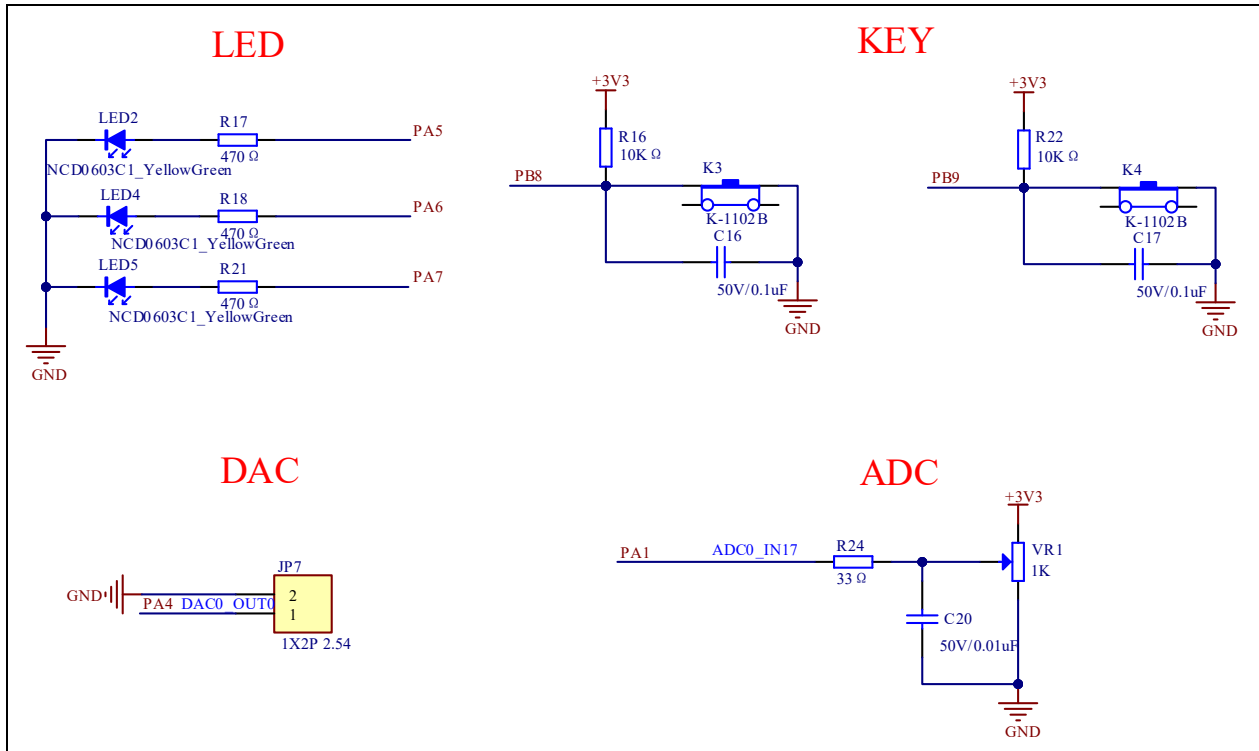 LED
LED2
R17
PA5
470 Ω
NCD0603C1_YellowGreen
LED4
R18
PA6
470 Ω
NCD0603C1_YellowGreen
LED5
R21
PA7
470 Ω
NCD0603C1_YellowGreen
GND
KEY
+3V3
R16
10K Ω
PB8
K3
K-1102B
C16
50V/0.1uF
GND
+3V3
R22
10K Ω
PB9
K4
K-1102B
C17
50V/0.1uF
GND
DAC
JP7
GND
2
PA4 DAC0_OUT0
1
1X2P 2.54
ADC
+3V3
PA1
ADC0_IN17
R24
33 Ω
VR1
1K
C20
50V/0.01uF
GND